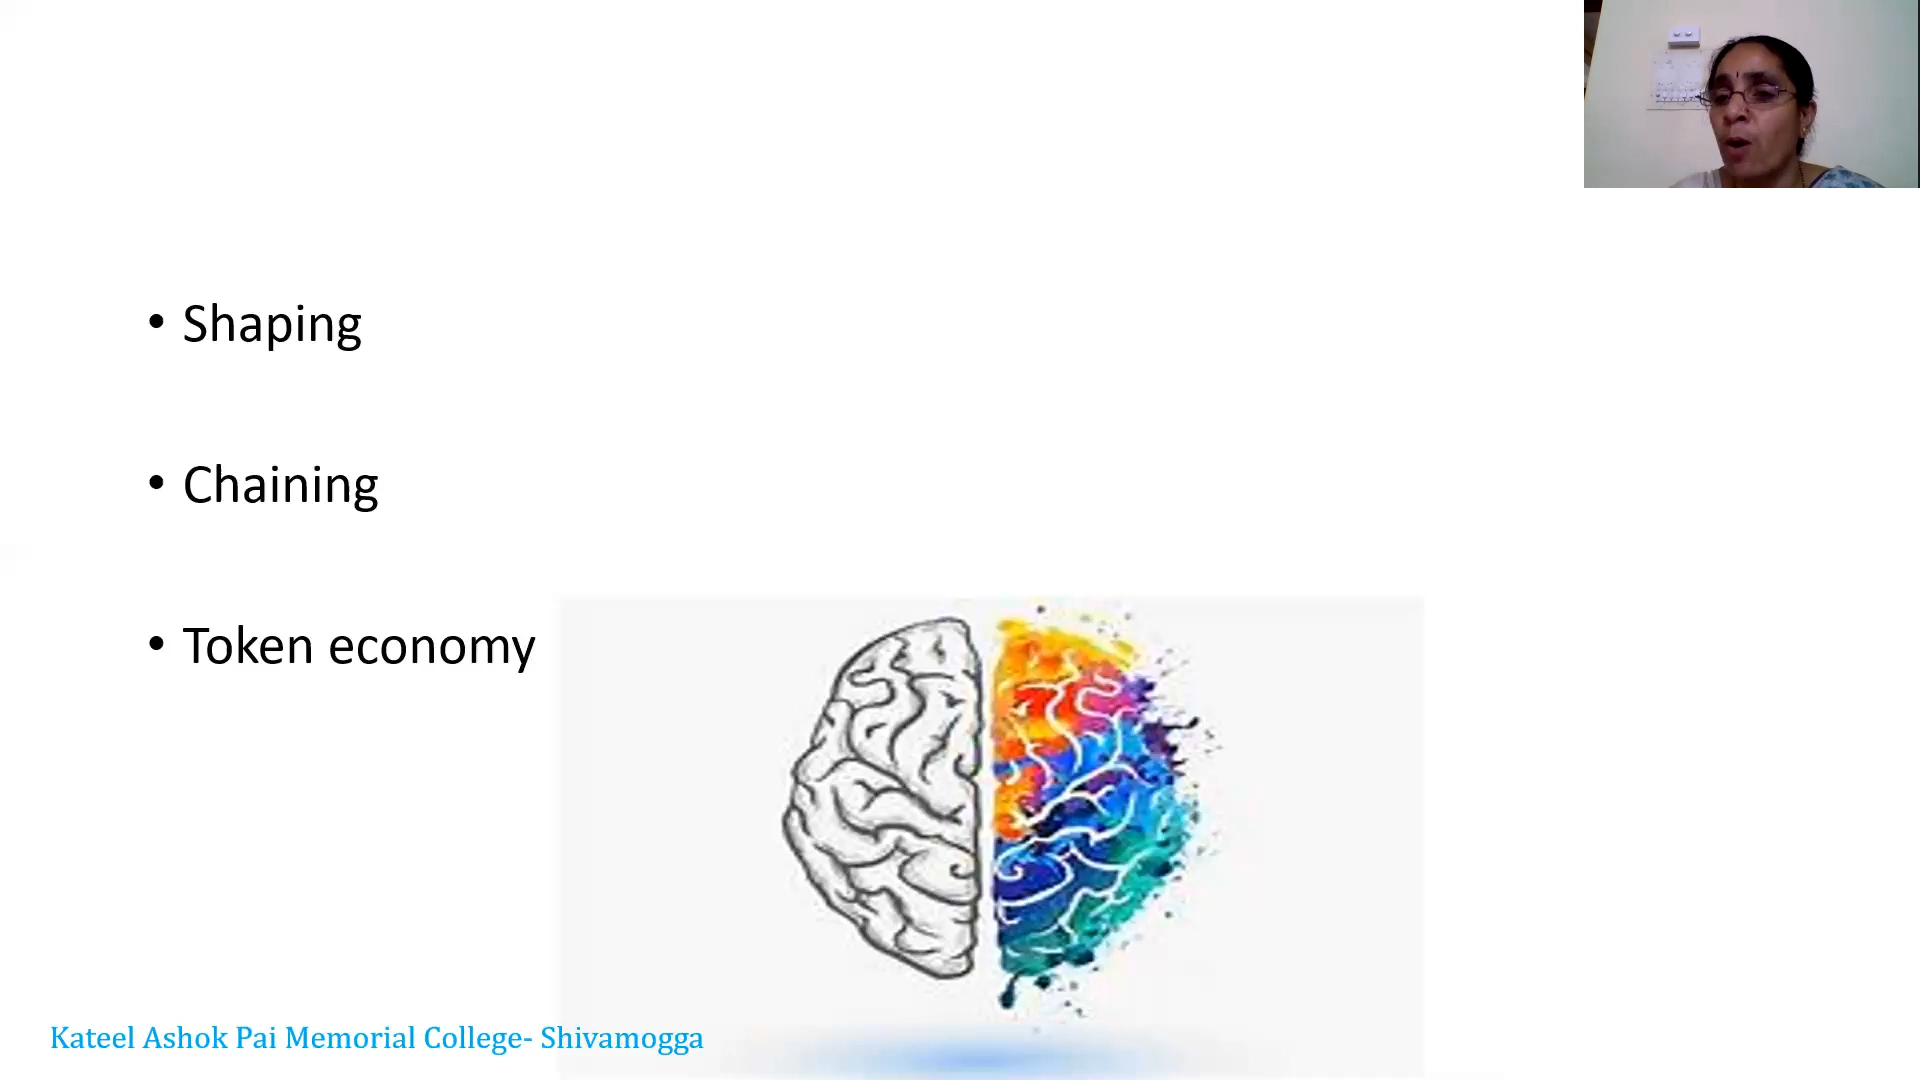 • Shaping
• Chaining
• Token economy
Kateel Ashok Pai Memorial College- Shivamogga